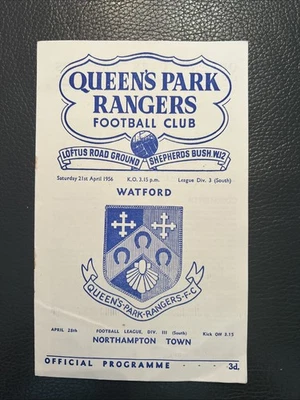 QUEEN'S PARK
RANGERS
FOOTBALL CLUB
LOFTUS ROAD GROUND SHEPHERDS BUSH. W.12
Saturday 21st April 1956 K.O. 3.15 p.m. League Div. 3 (South)
WATFORD
QUEEN'S·PARK·RANGERS·F·C
APRIL 28th FOOTBALL LEAGUE, DIV. III (South) Kick ON 3.15
NORTHAMPTON TOWN
OFFICIAL PROGRAMME 3d.